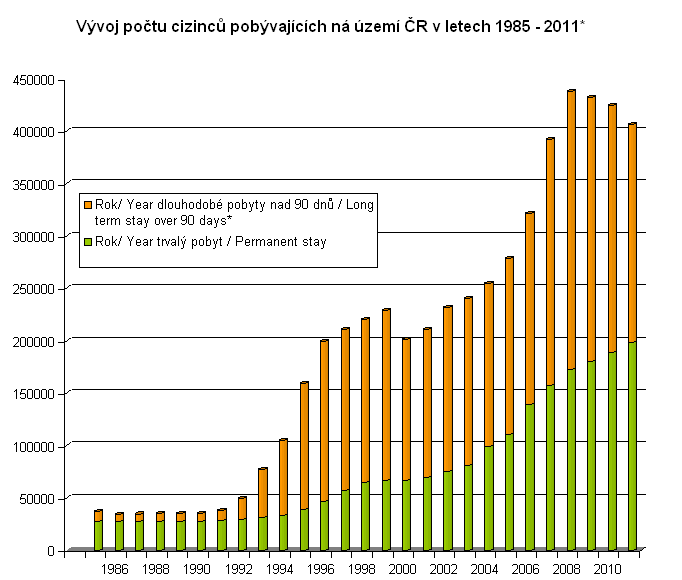 Vývoj počtu cizinců pobývajících ná území ČR v letech 1985 - 2011*
450000
400000
350000
300000
250000
200000
150000
100000
50000
0
Rok/ Year dlouhodobé pobyty nad 90 dnů / Long
term stay over 90 days*
Rok/ Year trvalý pobyt / Permanent stay
1986 1988 1990 1992 1994 1996 1998 2000 2002 2004 2006 2008 2010